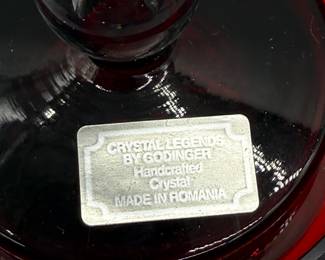 CRYSTAL LEGENDS
BY GODINGER
Handcrafted
Crystal
MADE IN ROMANIA